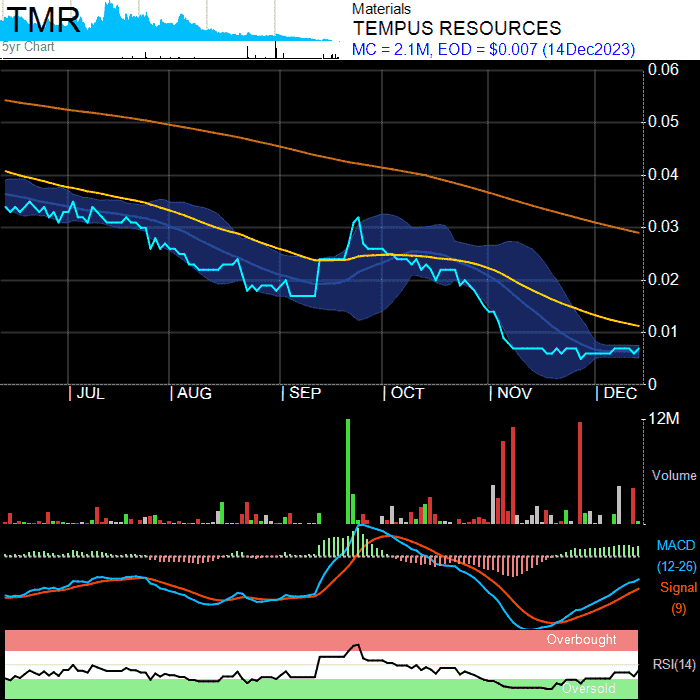 TMR
5yr Chart
Materials
TEMPUS RESOURCES
MC = 2.1M, EOD = $0.007 (14Dec2023)
0.06
0.05
0.04
0.03
0.02
0.01
0
JUL AUG SEP OCT NOV DEC
12M
Volume
MACD
(12-26)
Signal
(9)
Overbought
RSI(14)
Oversold